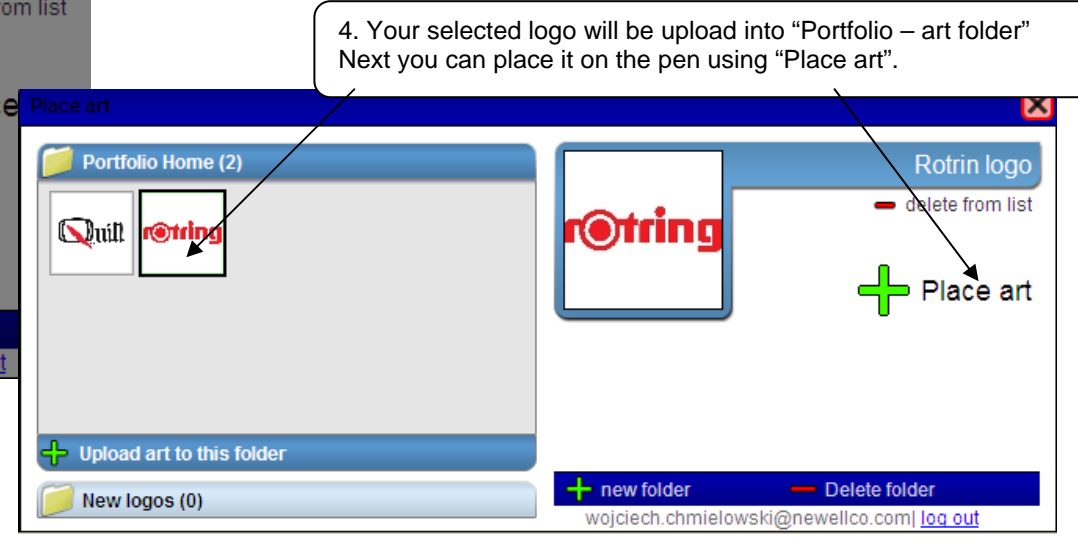 om list
4. Your selected logo will be upload into “Portfolio – art folder”
Next you can place it on the pen using “Place art”.
e
Place art
Portfolio Home (2)
Quill
rotring
Upload art to this folder
New logos (0)
rotring
Rotrin logo
delete from list
Place art
new folder
Delete folder
wojciech.chmielowski@newellco.com| log out
t